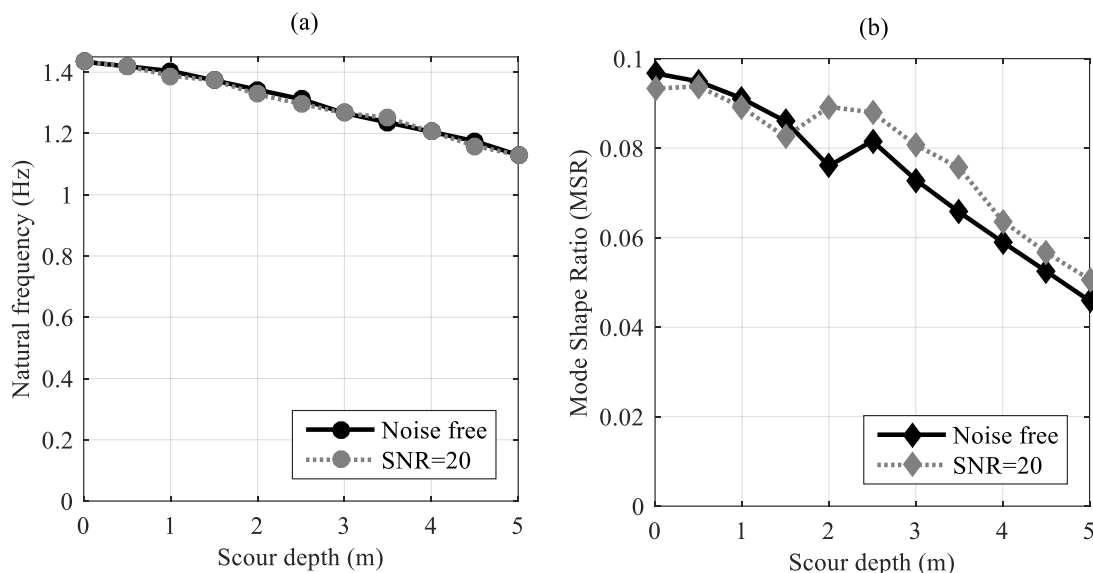 (a)
Natural frequency (Hz)
1.4
1.2
1
0.8
0.6
0.4
0.2
0
0 1 2 3 4 5
Scour depth (m)
Noise free
SNR=20
(b)
Mode Shape Ratio (MSR)
0.1
0.08
0.06
0.04
0.02
0
0 1 2 3 4 5
Scour depth (m)
Noise free
SNR=20